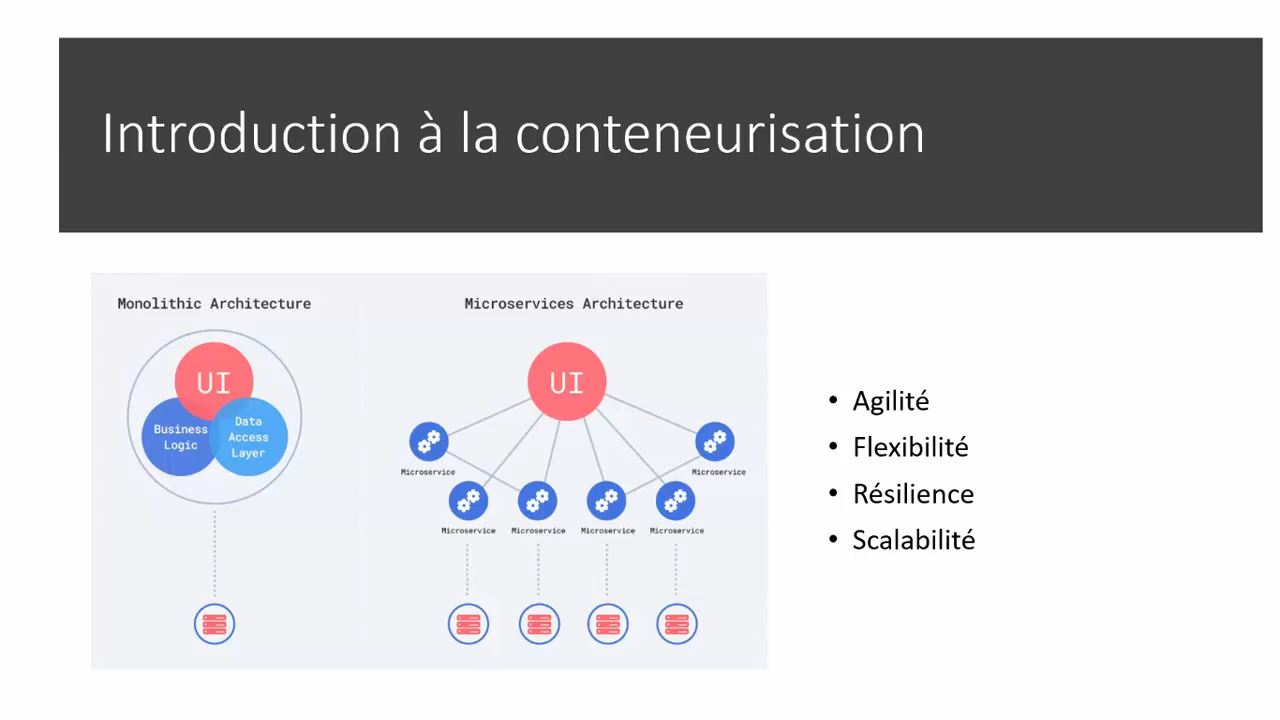 Introduction à la conteneurisation
Monolithic Architecture
UI
Business
Logic
Data
Access
Layer
Microservices Architecture
UI
Microservice
Microservice
Microservice
Microservice
Microservice
Microservice
• Agilité
• Flexibilité
• Résilience
• Scalabilité